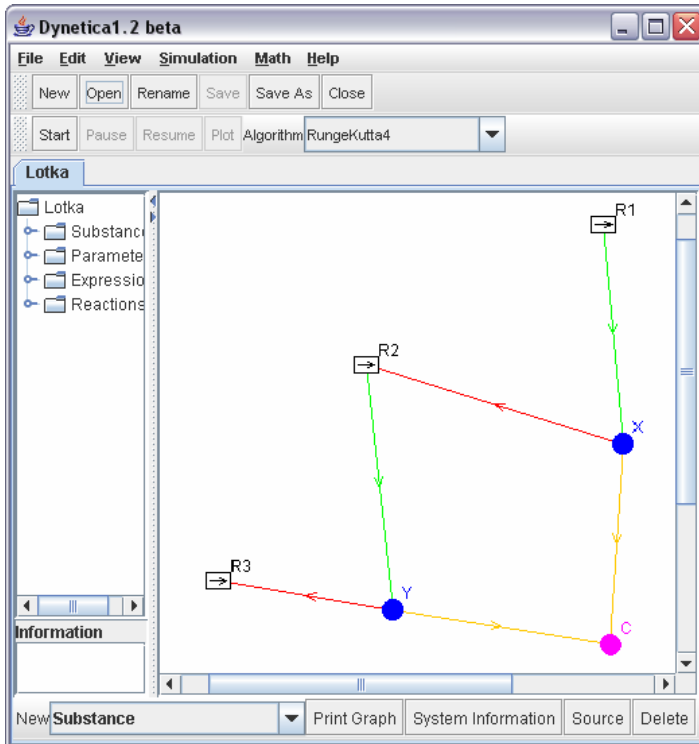 Dynetica1.2 beta
File Edit View Simulation Math Help
New Open Rename Save Save As Close
Start Pause Resume Plot Algorithm RungeKutta4
Lotka
Lotka
Substanc
Paramete
Expressio
Reactions
R1
R2
X
R3
Y
C
Information
New Substance Print Graph System Information Source Delete